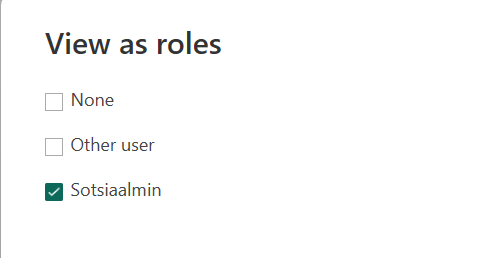 View as roles
None
Other user
Sotsiaalmin